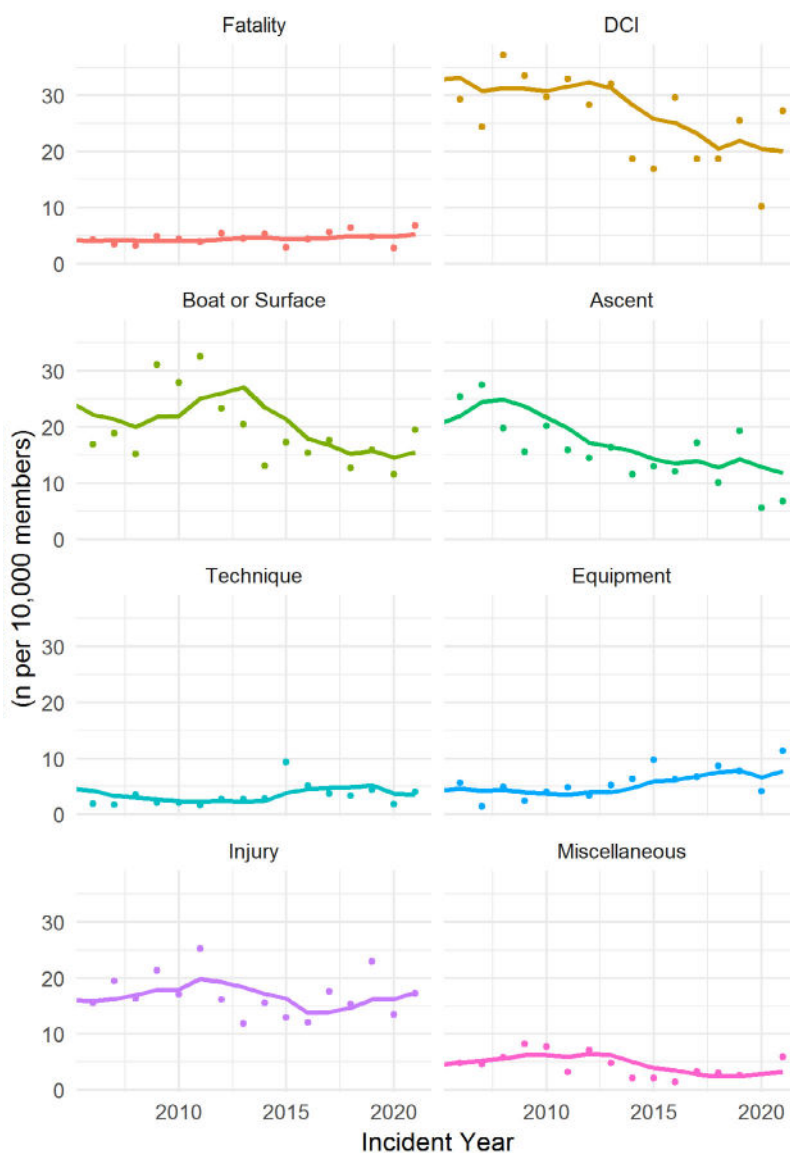 Fatality
DCI
30
20
10
0
Boat or Surface
Ascent
30
20
10
0
(n per 10,000 members)
Technique
Equipment
30
20
10
0
Injury
Miscellaneous
30
20
10
0
2010 2015 2020
2010 2015 2020
Incident Year